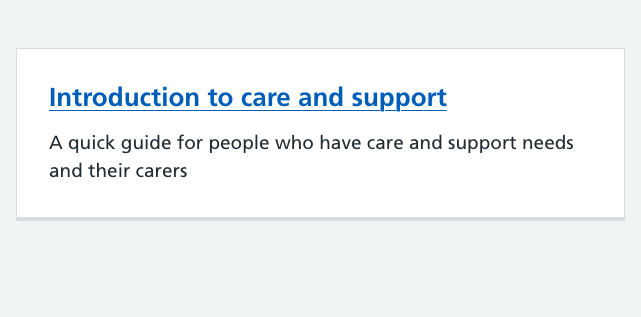 Introduction to care and support
A quick guide for people who have care and support needs
and their carers